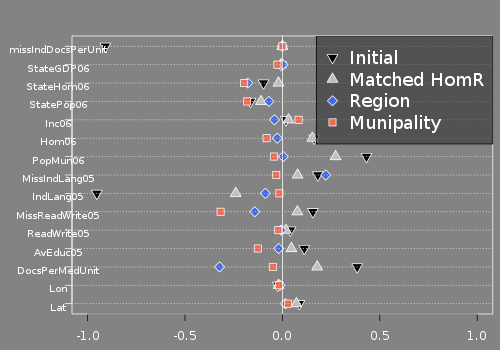 missIndDocsPerUnit
StateGDP06
StateHom06
StatePop06
Inc06
Hom06
PopMun06
MissIndLang05
IndLang05
MissReadWrite05
ReadWrite05
AvEduc05
DocsPerMedUnit
Lon
Lat
Initial
Matched HomR
Region
Munipality
-1.0 -0.5 0.0 0.5 1.0